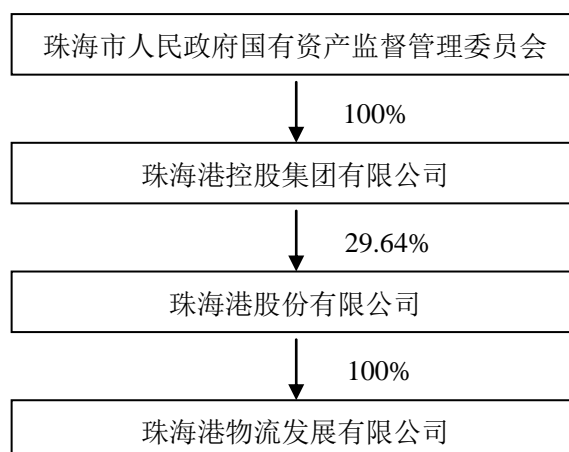 珠海市人民政府国有资产监督管理委员会
100%
珠海港控股集团有限公司
29.64%
珠海港股份有限公司
100%
珠海港物流发展有限公司